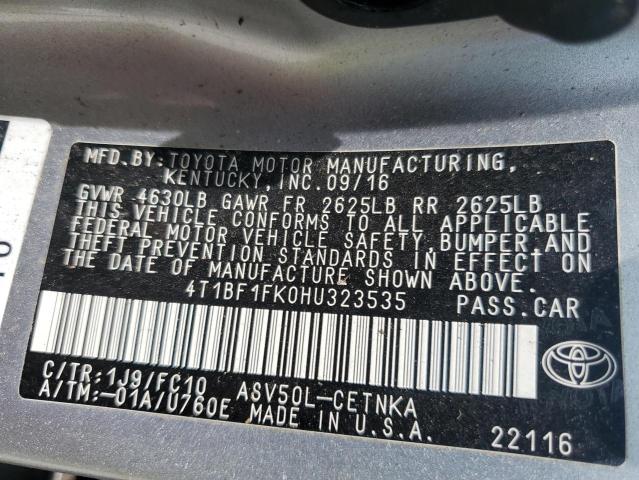 MFD.BY:TOYOTA MOTOR MANUFACTURING,
KENTUCKY,INC.09/16
GVWR 4630LB GAWR FR 2625LB RR 2625LB
THIS VEHICLE CONFORMS TO ALL APPLICABLE
FEDERAL MOTOR VEHICLE SAFETY,BUMPER,AND
THEFT PREVENTION STANDARDS IN EFFECT ON
THE DATE OF MANUFACTURE SHOWN ABOVE.
4T1BF1FK0HU323535 PASS.CAR
C/TR:1J9/FC10 ASV50L-CETNKA
A/TM:-01A/U760E MADE IN U.S.A.
22116